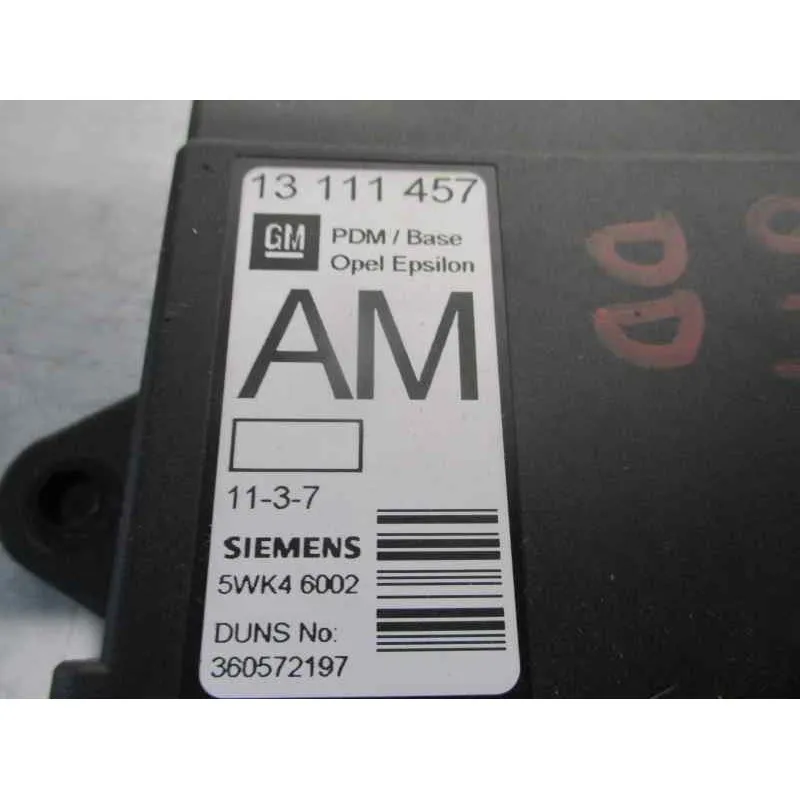 13 111 457
GM
PDM / Base
Opel Epsilon
AM
11-3-7
SIEMENS
5WK4 6002
DUNS No:
360572197